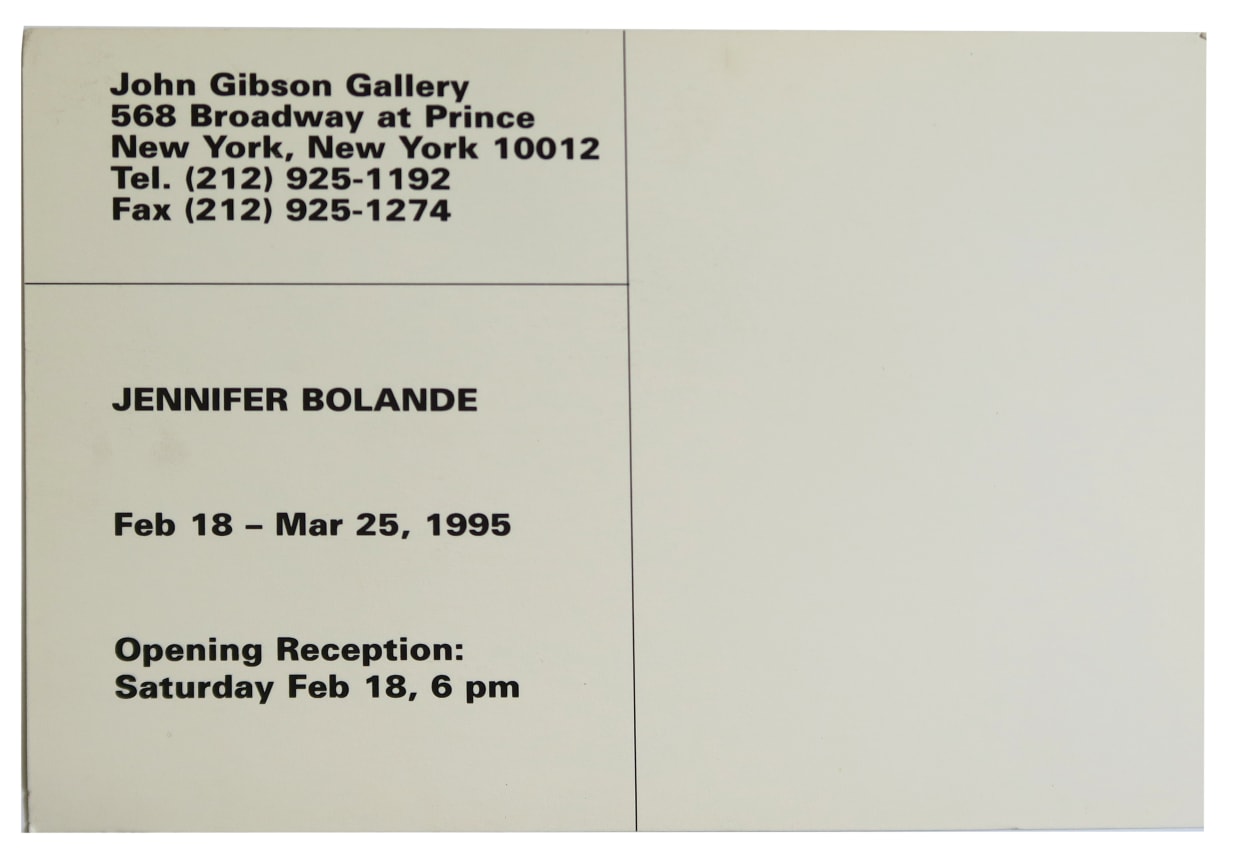 John Gibson Gallery
568 Broadway at Prince
New York, New York 10012
Tel. (212) 925-1192
Fax (212) 925-1274
JENNIFER BOLANDE
Feb 18 – Mar 25, 1995
Opening Reception:
Saturday Feb 18, 6 pm